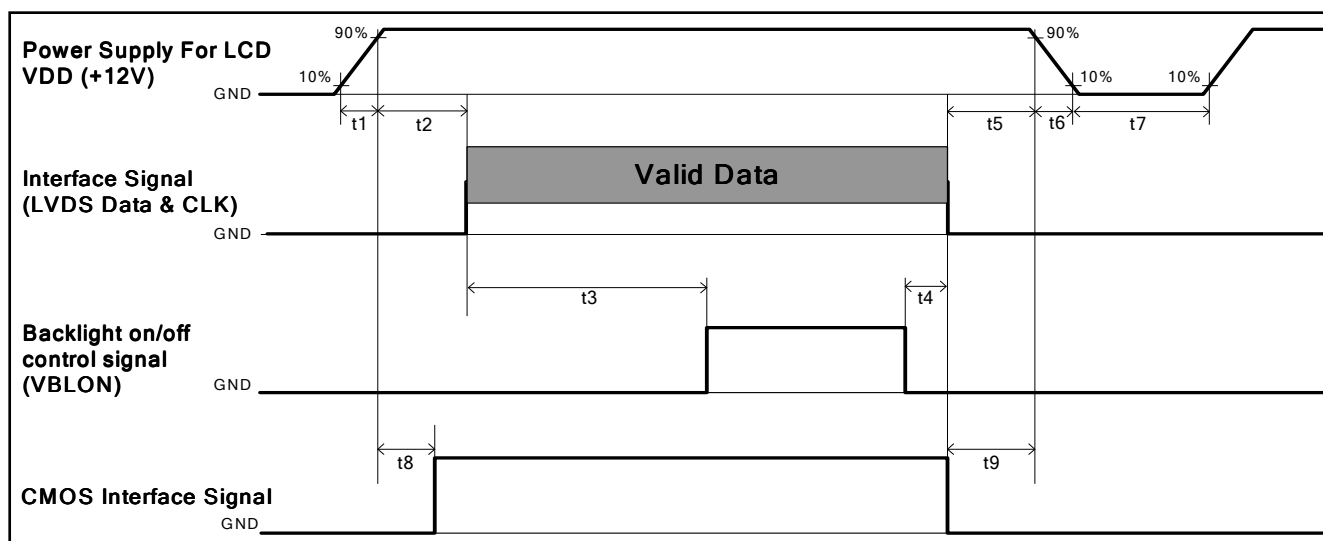 Power Supply For LCD
VDD (+12V)
90%
90%
10%
10%
10%
GND
t1
t2
t5
t6
t7
Interface Signal
(LVDS Data & CLK)
Valid Data
GND
t3
t4
Backlight on/off
control signal
(VBLON)
GND
t8
t9
CMOS Interface Signal
GND